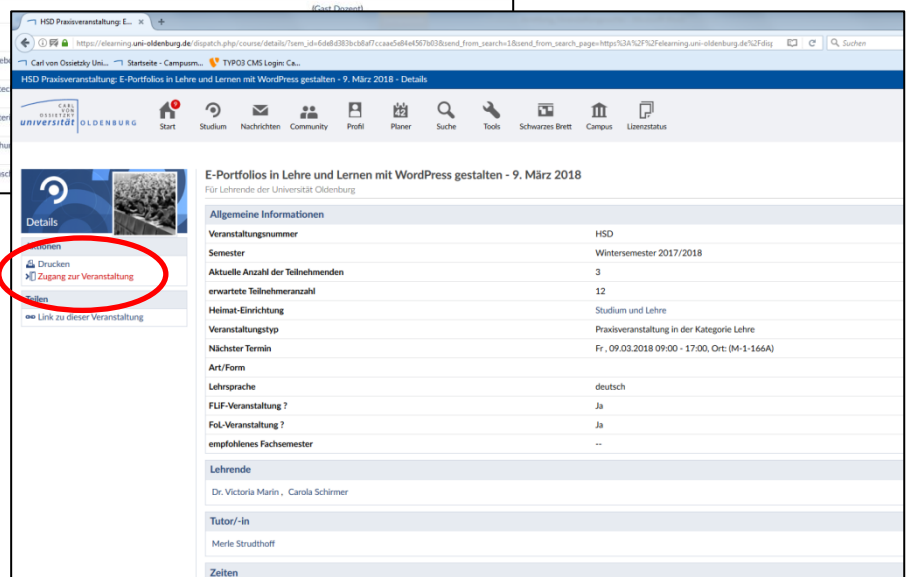 (Gast Dozent)
HSD Praxisveranstaltung: E... × +
https://elearning.uni-oldenburg.de/dispatch.php/course/details/?sem_id=6de8d383bcb8af7ccaae5e84e4567b03&send_from_search=1&send_from_search_page=https%3A%2F%2Felearning.uni-oldenburg.de%2Fdisp Suchen
Carl von Ossietzky Uni... Startseite - Campusm... TYPO3 CMS Login: Ca...
HSD Praxisveranstaltung: E-Portfolios in Lehre und Lernen mit WordPress gestalten - 9. März 2018 - Details
CARL
VON
OSSIETZKY
universität OLDENBURG
Start Studium Nachrichten Community Profil Planer Suche Tools Schwarzes Brett Campus Lizenzstatus
42
E-Portfolios in Lehre und Lernen mit WordPress gestalten - 9. März 2018
Für Lehrende der Universität Oldenburg
Details
Aktionen
Drucken
Zugang zur Veranstaltung
Teilen
Link zu dieser Veranstaltung
Allgemeine Informationen
Veranstaltungsnummer HSD
Semester Wintersemester 2017/2018
Aktuelle Anzahl der Teilnehmenden 3
erwartete Teilnehmeranzahl 12
Heimat-Einrichtung Studium und Lehre
Veranstaltungstyp Praxisveranstaltung in der Kategorie Lehre
Nächster Termin Fr , 09.03.2018 09:00 - 17:00, Ort: (M-1-166A)
Art/Form
Lehrsprache deutsch
FLiF-Veranstaltung ? Ja
FoL-Veranstaltung ? Ja
empfohlenes Fachsemester --
Lehrende
Dr. Victoria Marin , Carola Schirmer
Tutor/-in
Merle Strudthoff
Zeiten